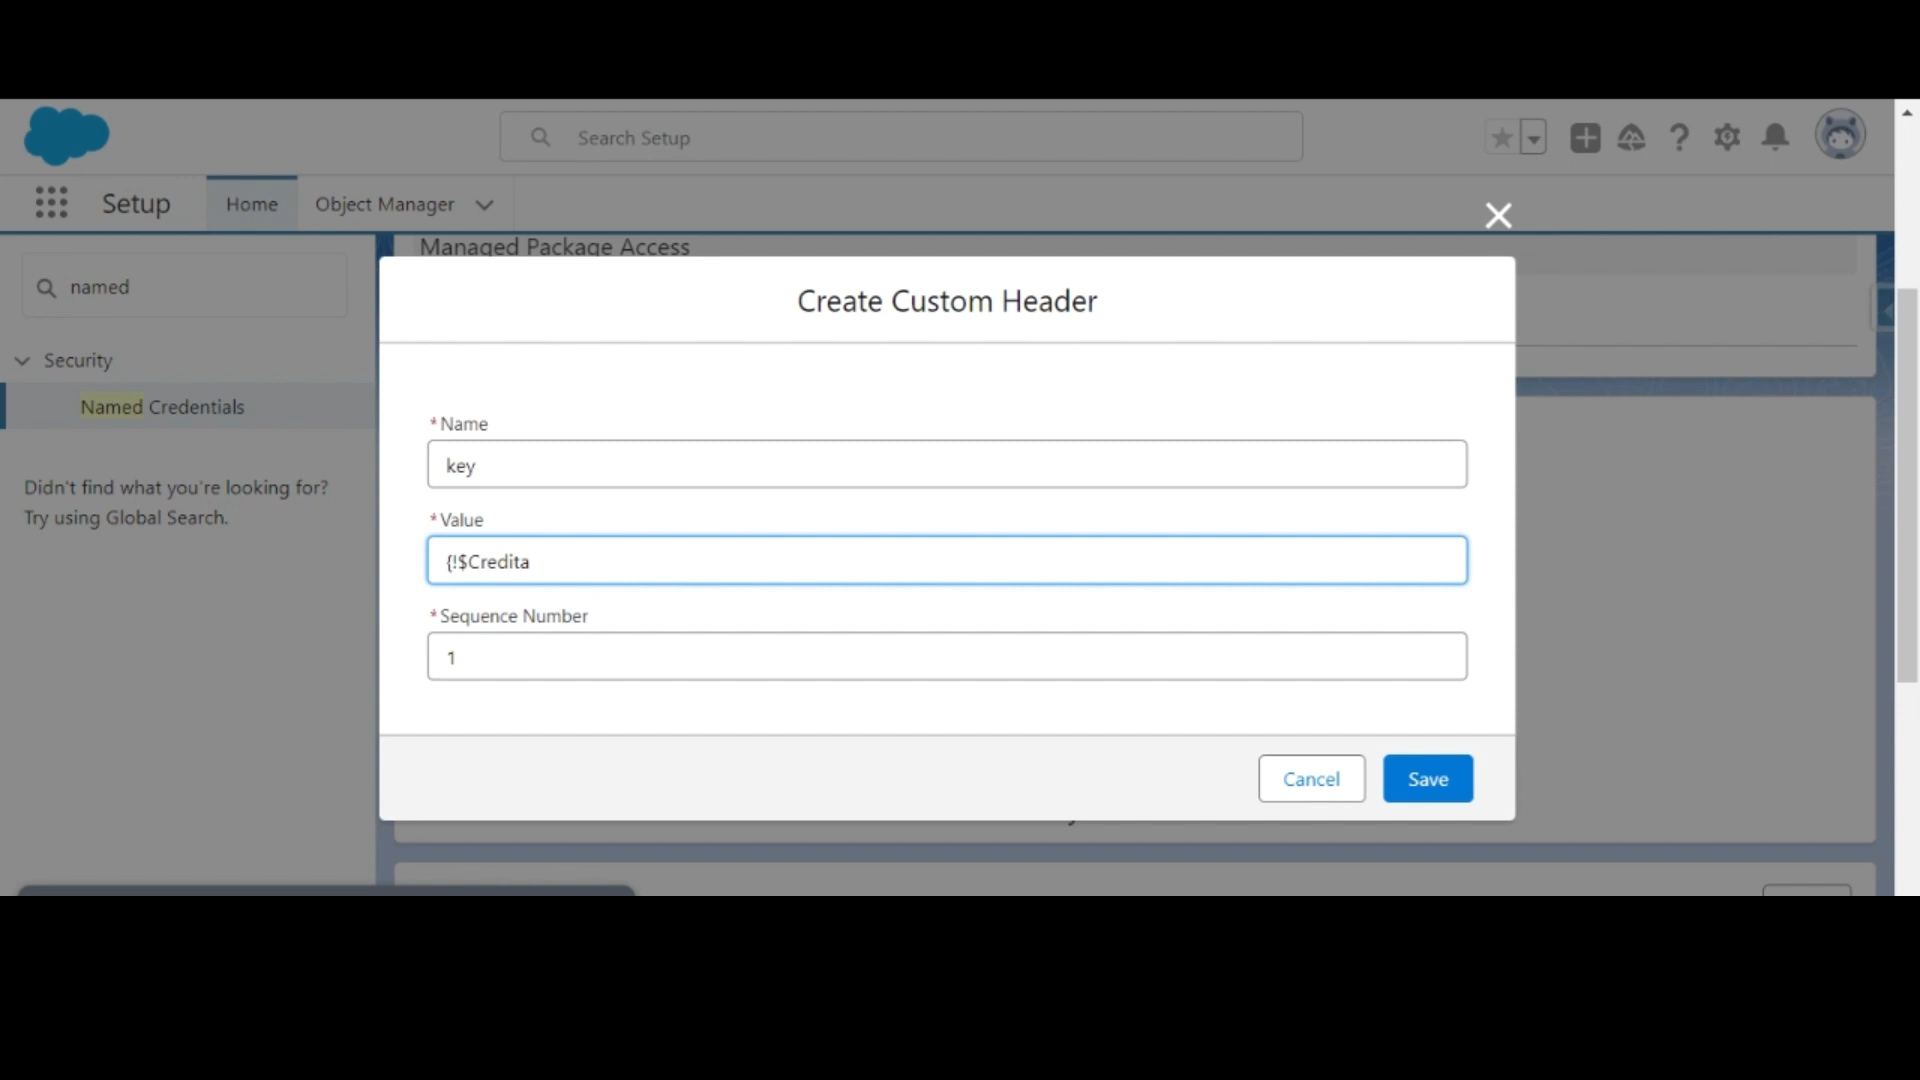 Search Setup
Setup
Home
Object Manager
Managed Package Access
named
Security
Named Credentials
Didn't find what you're looking for?
Try using Global Search.
Create Custom Header
*Name
key
*Value
{!$Credita
*Sequence Number
1
Cancel
Save